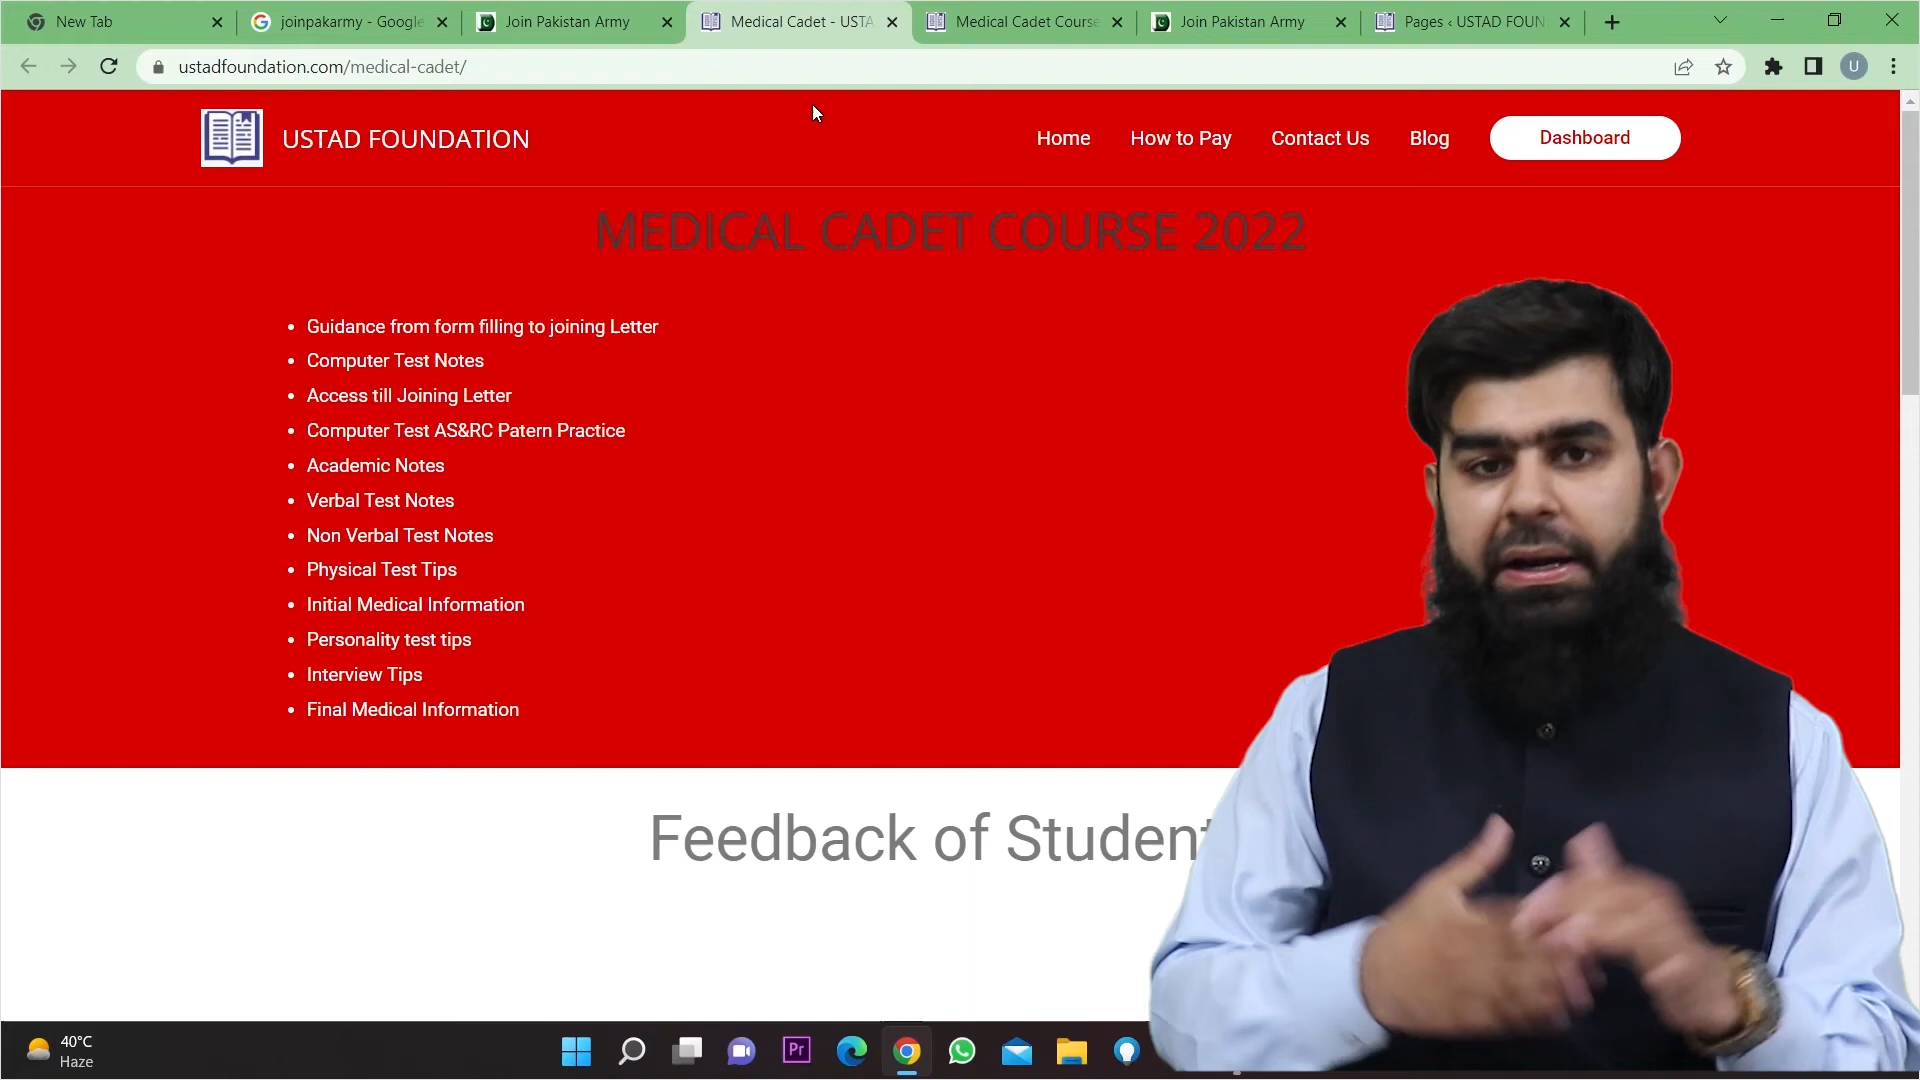 New Tab
joinpakarmy - Google
Join Pakistan Army
Medical Cadet - USTA
Medical Cadet Course
Join Pakistan Army
Pages ‹ USTAD FOUN
ustadfoundation.com/medical-cadet/
U
USTAD FOUNDATION
Home
How to Pay
Contact Us
Blog
Dashboard
MEDICAL CADET COURSE 2022
• Guidance from form filling to joining Letter
• Computer Test Notes
• Access till Joining Letter
• Computer Test AS&RC Patern Practice
• Academic Notes
• Verbal Test Notes
• Non Verbal Test Notes
• Physical Test Tips
• Initial Medical Information
• Personality test tips
• Interview Tips
• Final Medical Information
Feedback of Student
40°C
Haze
Pr